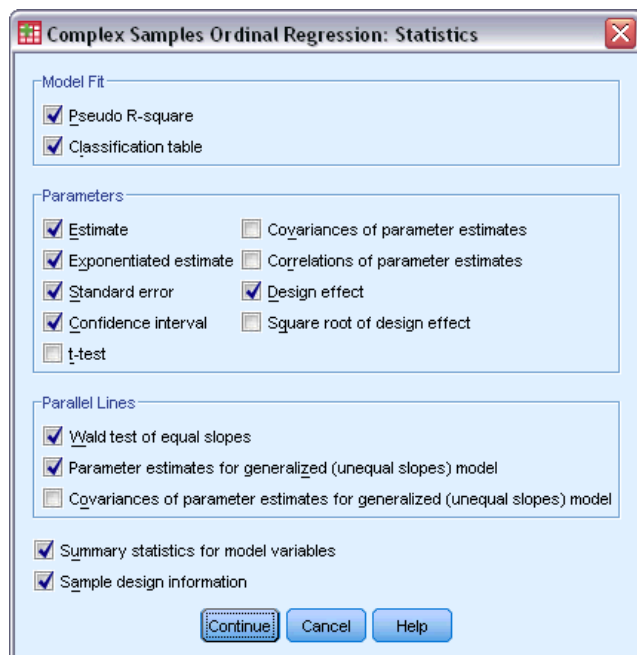 Complex Samples Ordinal Regression: Statistics
Model Fit
Pseudo R-square
Classification table
Parameters
Estimate
Covariances of parameter estimates
Exponentiated estimate
Correlations of parameter estimates
Standard error
Design effect
Confidence interval
Square root of design effect
t-test
Parallel Lines
Wald test of equal slopes
Parameter estimates for generalized (unequal slopes) model
Covariances of parameter estimates for generalized (unequal slopes) model
Summary statistics for model variables
Sample design information
Continue
Cancel
Help